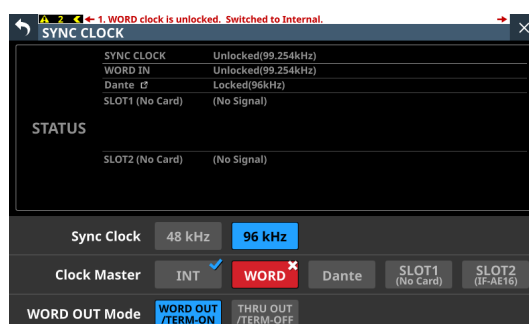 2 1. WORD clock is unlocked. Switched to Internal.
SYNC CLOCK
SYNC CLOCK Unlocked(99.254kHz)
WORD IN Unlocked(99.254kHz)
Dante Locked(96kHz)
SLOT1 (No Card) (No Signal)
STATUS
SLOT2 (No Card) (No Signal)
Sync Clock 48 kHz 96 kHz
Clock Master INT WORD Dante SLOT1 (No Card) SLOT2 (IF-AE16)
WORD OUT Mode WORD OUT /TERM-ON THRU OUT /TERM-OFF